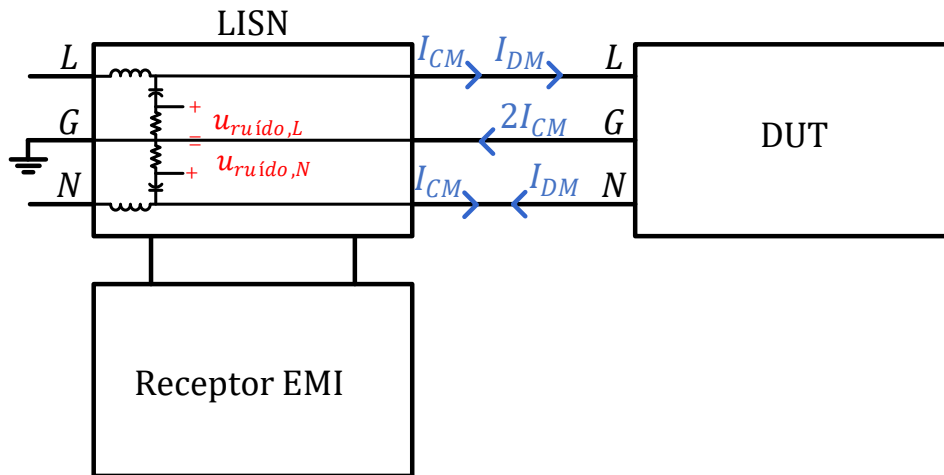 LISN
L
I_CM
I_DM
L
+
u_ruído,L
−
G
2I_CM
G
DUT
−
u_ruído,N
+
N
I_CM
I_DM
N
Receptor EMI